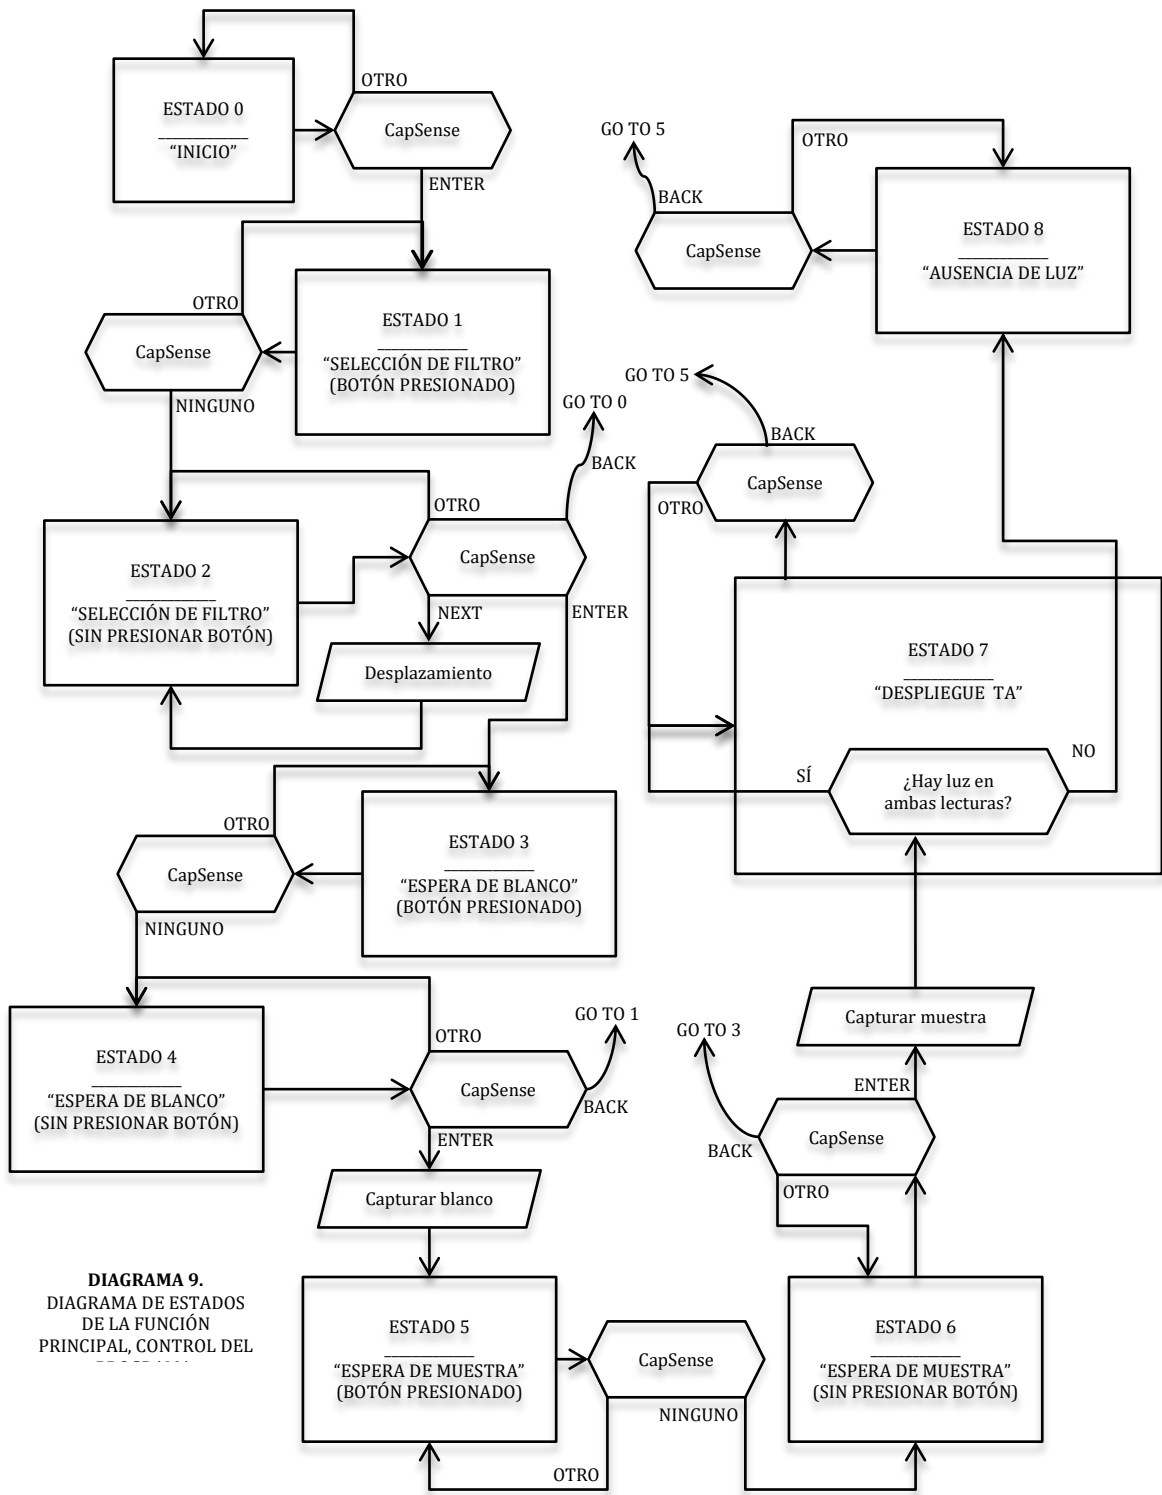 OTRO
ESTADO 0
“INICIO”
CapSense
ENTER
GO TO 5
OTRO
BACK
CapSense
ESTADO 8
“AUSENCIA DE LUZ”
OTRO
CapSense
NINGUNO
ESTADO 1
“SELECCIÓN DE FILTRO”
(BOTÓN PRESIONADO)
GO TO 0
BACK
GO TO 5
BACK
CapSense
OTRO
OTRO
ESTADO 2
“SELECCIÓN DE FILTRO”
(SIN PRESIONAR BOTÓN)
CapSense
NEXT
ENTER
Desplazamiento
ESTADO 7
“DESPLIEGUE TA”
SÍ
NO
¿Hay luz en
ambas lecturas?
OTRO
CapSense
NINGUNO
ESTADO 3
“ESPERA DE BLANCO”
(BOTÓN PRESIONADO)
OTRO
GO TO 1
ESTADO 4
“ESPERA DE BLANCO”
(SIN PRESIONAR BOTÓN)
CapSense
BACK
ENTER
Capturar blanco
GO TO 3
Capturar muestra
ENTER
BACK
CapSense
OTRO
DIAGRAMA 9.
DIAGRAMA DE ESTADOS
DE LA FUNCIÓN
PRINCIPAL, CONTROL DEL
ESTADO 5
“ESPERA DE MUESTRA”
(BOTÓN PRESIONADO)
CapSense
OTRO
NINGUNO
ESTADO 6
“ESPERA DE MUESTRA”
(SIN PRESIONAR BOTÓN)